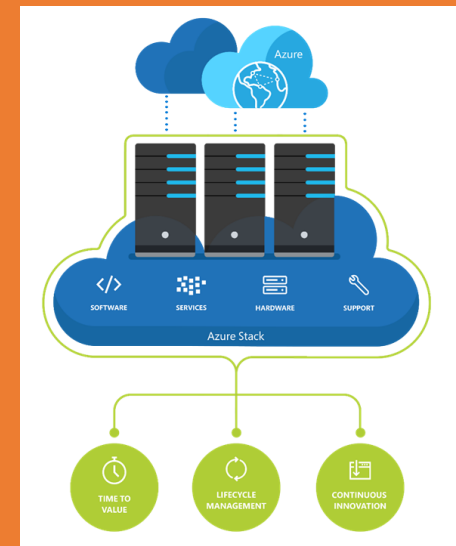 Azure
SOFTWARE
SERVICES
HARDWARE
SUPPORT
Azure Stack
TIME TO
VALUE
LIFECYCLE
MANAGEMENT
CONTINUOUS
INNOVATION